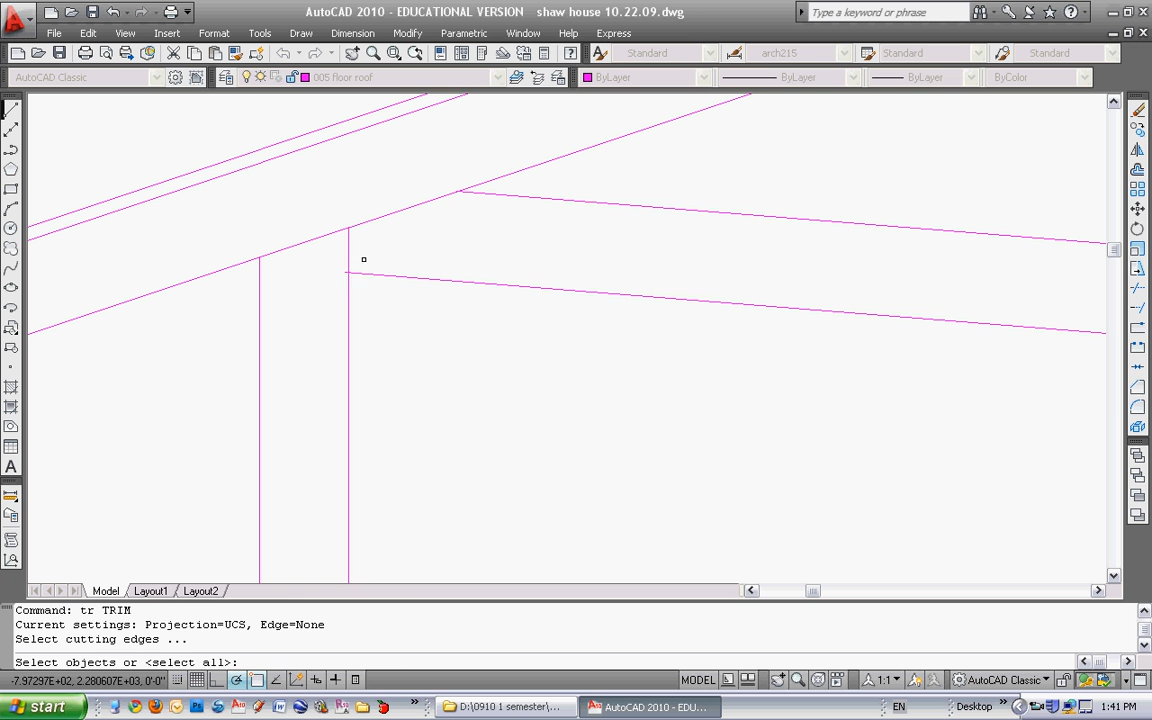 AutoCAD 2010 - EDUCATIONAL VERSION shaw house 10.22.09.dwg
Type a keyword or phrase
File Edit View Insert Format Tools Draw Dimension Modify Parametric Window Help Express
Standard arch215 Standard Standard
AutoCAD Classic 005 floor roof ByLayer ByLayer ByLayer ByColor
A
Model Layout1 Layout2
Command: tr TRIM
Current settings: Projection=UCS, Edge=None
Select cutting edges ...
Select objects or <select all>:
-7.97297E+02, 2.280607E+03, 0'-0" MODEL 1:1 AutoCAD Classic
start D:\0910 1 semester\... AutoCAD 2010 - EDU... EN Desktop 1:41 PM